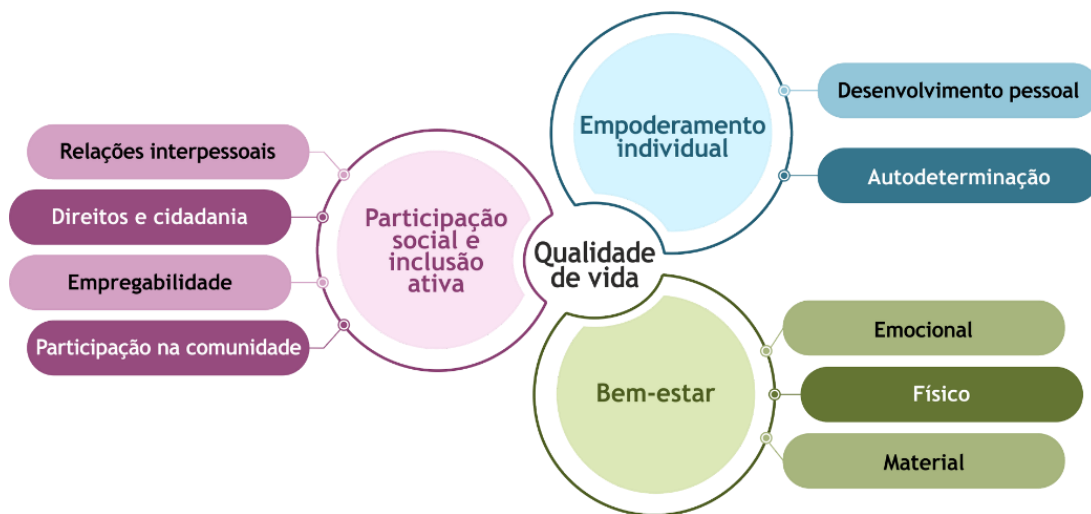 Relações interpessoais
Direitos e cidadania
Empregabilidade
Participação na comunidade
Participação
social e
inclusão
ativa
Qualidade
de vida
Empoderamento
individual
Desenvolvimento pessoal
Autodeterminação
Bem-estar
Emocional
Físico
Material